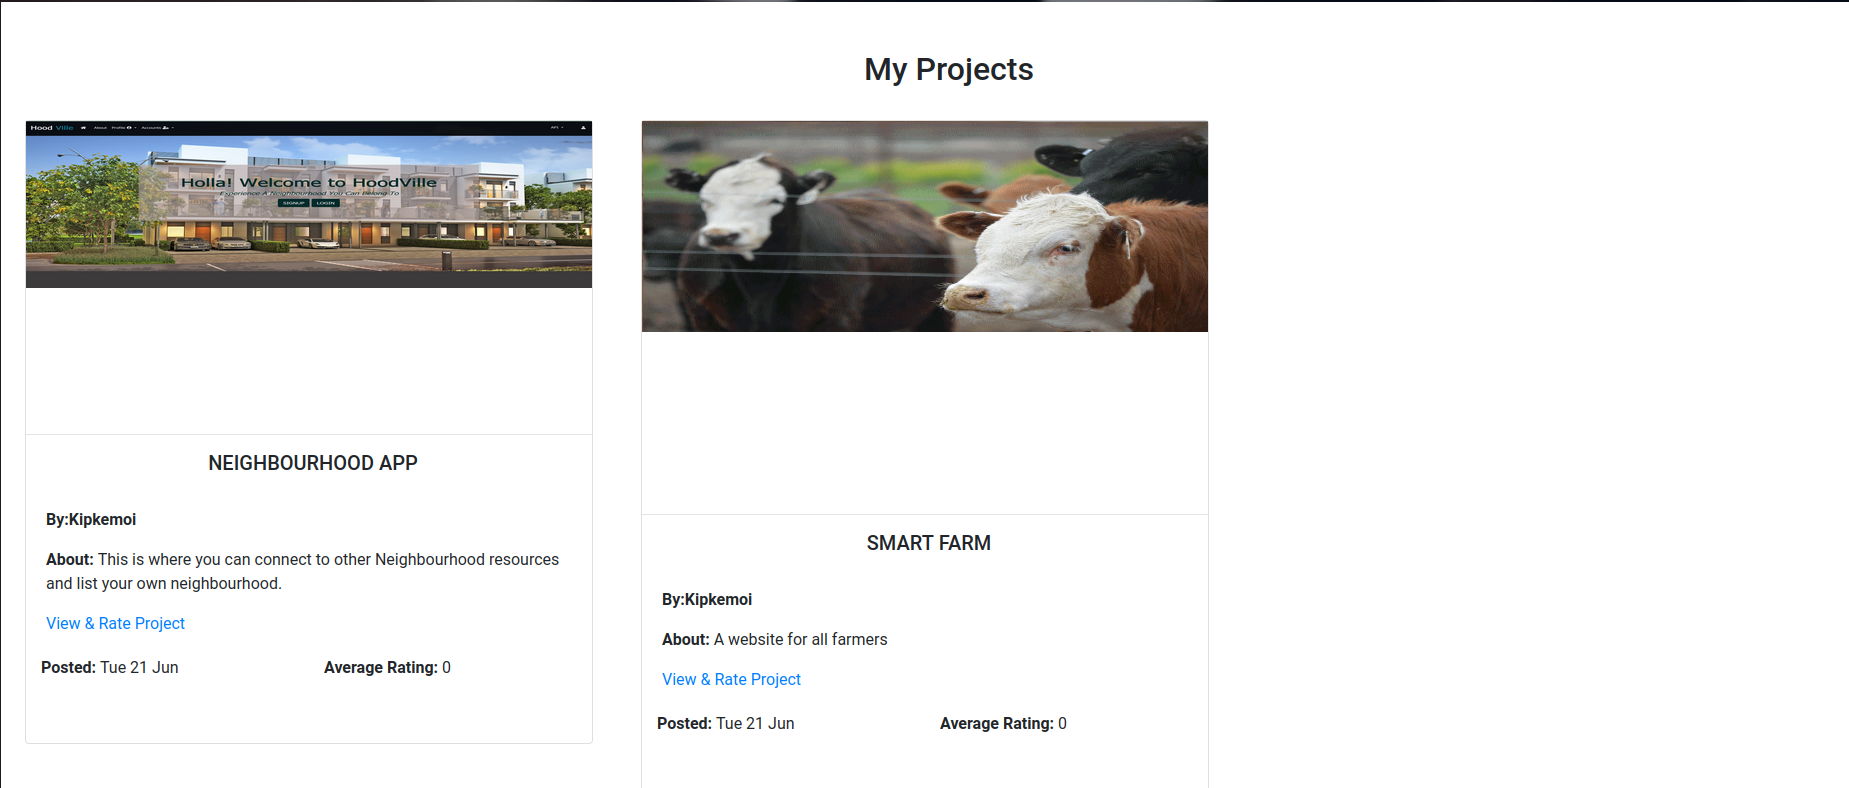 My Projects
Hood Ville About Profile Accounts API
Holla! Welcome to HoodVille
Experience A Neighbourhood You Can Belong To
SIGNUP LOGIN
NEIGHBOURHOOD APP
By:Kipkemoi
About: This is where you can connect to other Neighbourhood resources
and list your own neighbourhood.
View & Rate Project
Posted: Tue 21 Jun Average Rating: 0
SMART FARM
By:Kipkemoi
About: A website for all farmers
View & Rate Project
Posted: Tue 21 Jun Average Rating: 0